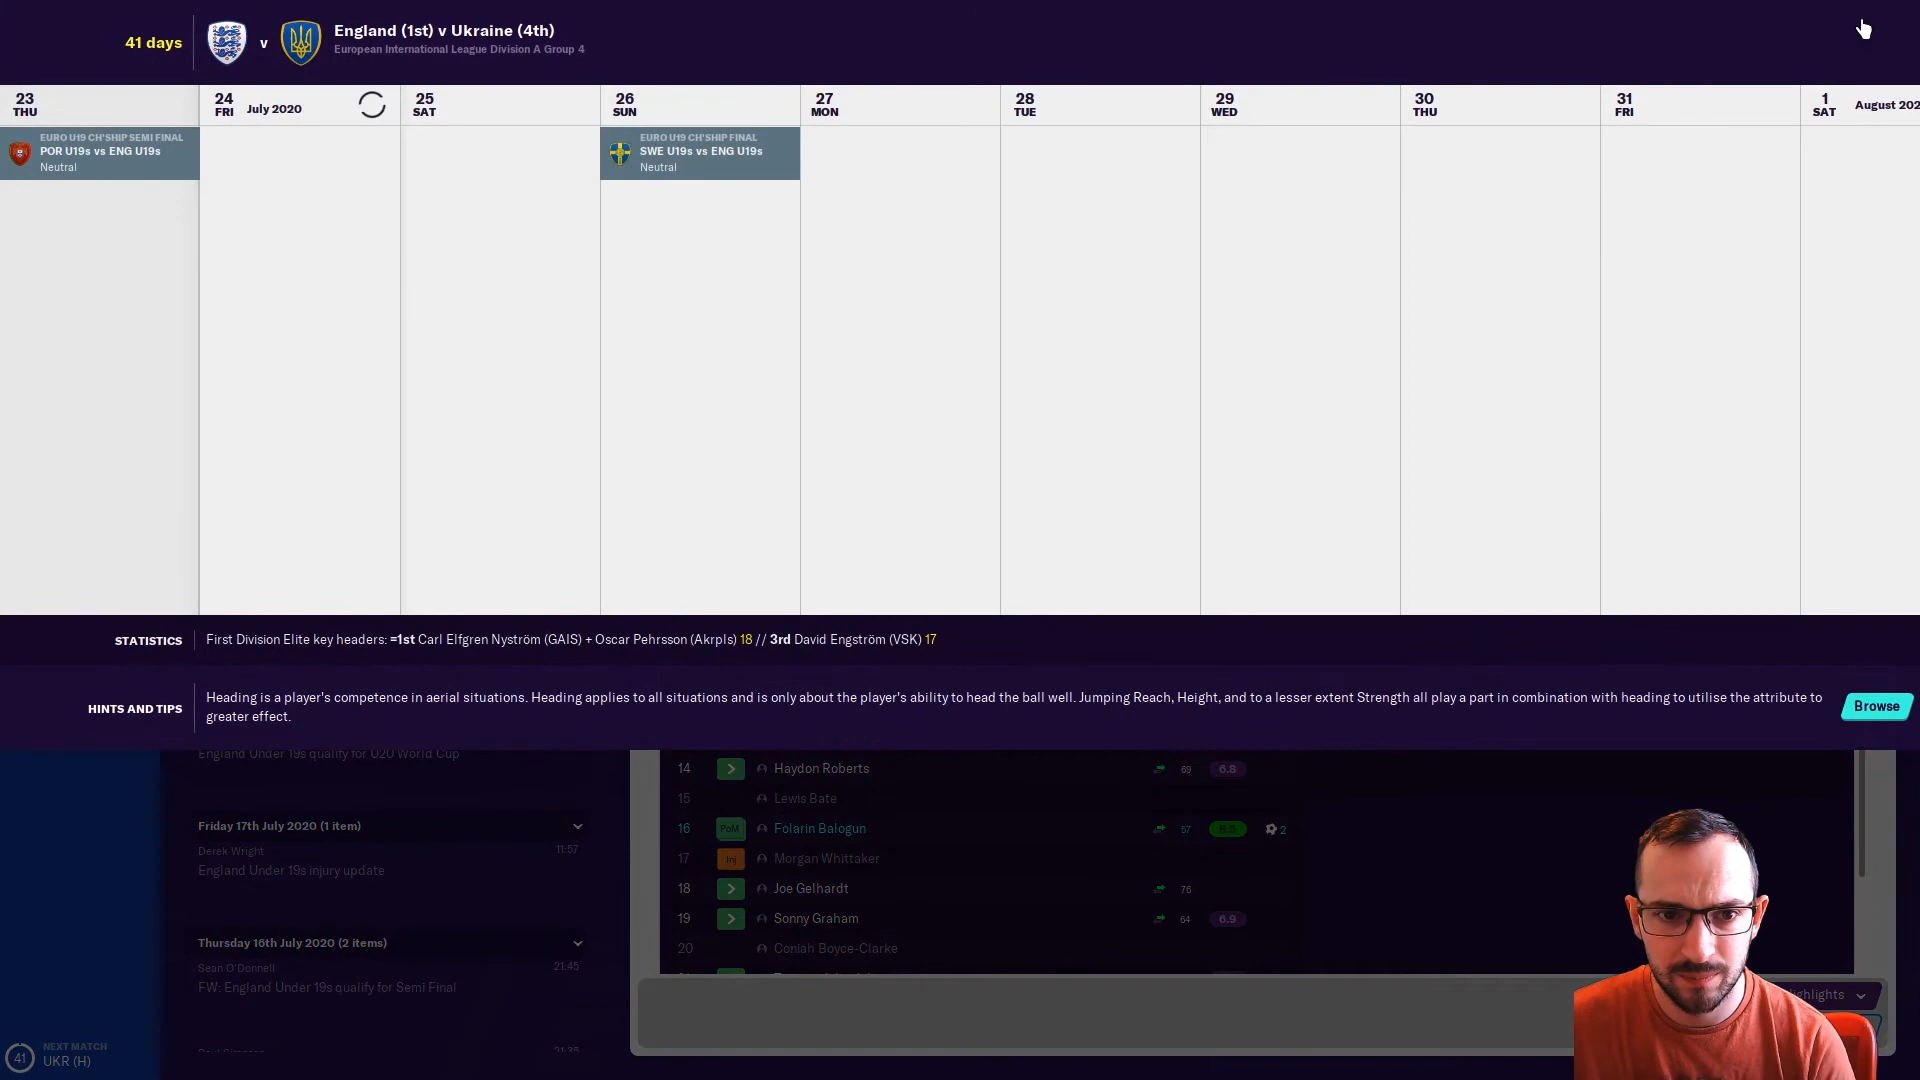 41 days
v
England (1st) v Ukraine (4th)
European International League Division A Group 4
23 THU
24 FRI July 2020
25 SAT
26 SUN
27 MON
28 TUE
29 WED
30 THU
31 FRI
1 SAT August 202
EURO U19 CH'SHIP SEMI FINAL
POR U19s vs ENG U19s
Neutral
EURO U19 CH'SHIP FINAL
SWE U19s vs ENG U19s
Neutral
STATISTICS First Division Elite key headers: =1st Carl Elfgren Nyström (GAIS) + Oscar Pehrsson (Akrpls) 18 // 3rd David Engström (VSK) 17
HINTS AND TIPS Heading is a player's competence in aerial situations. Heading applies to all situations and is only about the player's ability to head the ball well. Jumping Reach, Height, and to a lesser extent Strength all play a part in combination with heading to utilise the attribute to
greater effect.
Browse
England Under 19s qualify for U20 World Cup
Friday 17th July 2020 (1 item)
Derek Wright 11:57
England Under 19s injury update
Thursday 16th July 2020 (2 items)
Sean O'Donnell 21:45
FW: England Under 19s qualify for Semi Final
Paul Simpson 21:35
14 Haydon Roberts 69 6.8
15 Lewis Bate
16 PoM Folarin Balogun 57 8.5 2
17 Inj Morgan Whittaker
18 Joe Gelhardt 76
19 Sonny Graham 64 6.9
20 Coniah Boyce-Clarke
ighlights
41 NEXT MATCH
UKR (H)